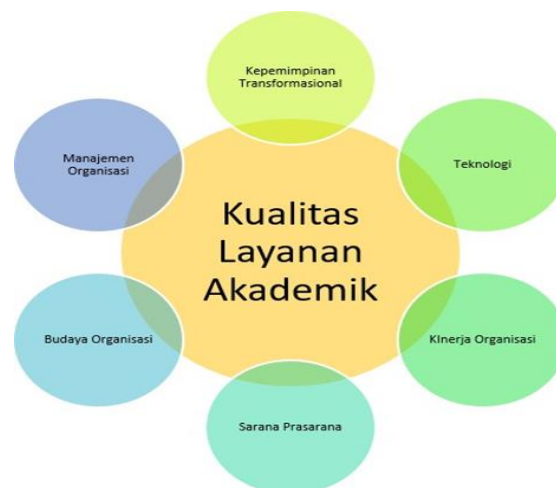 Kepemimpinan
Transformasional
Manajemen
Organisasi
Teknologi
Kualitas
Layanan
Akademik
Budaya Organisasi
KInerja Organisasi
Sarana Prasarana